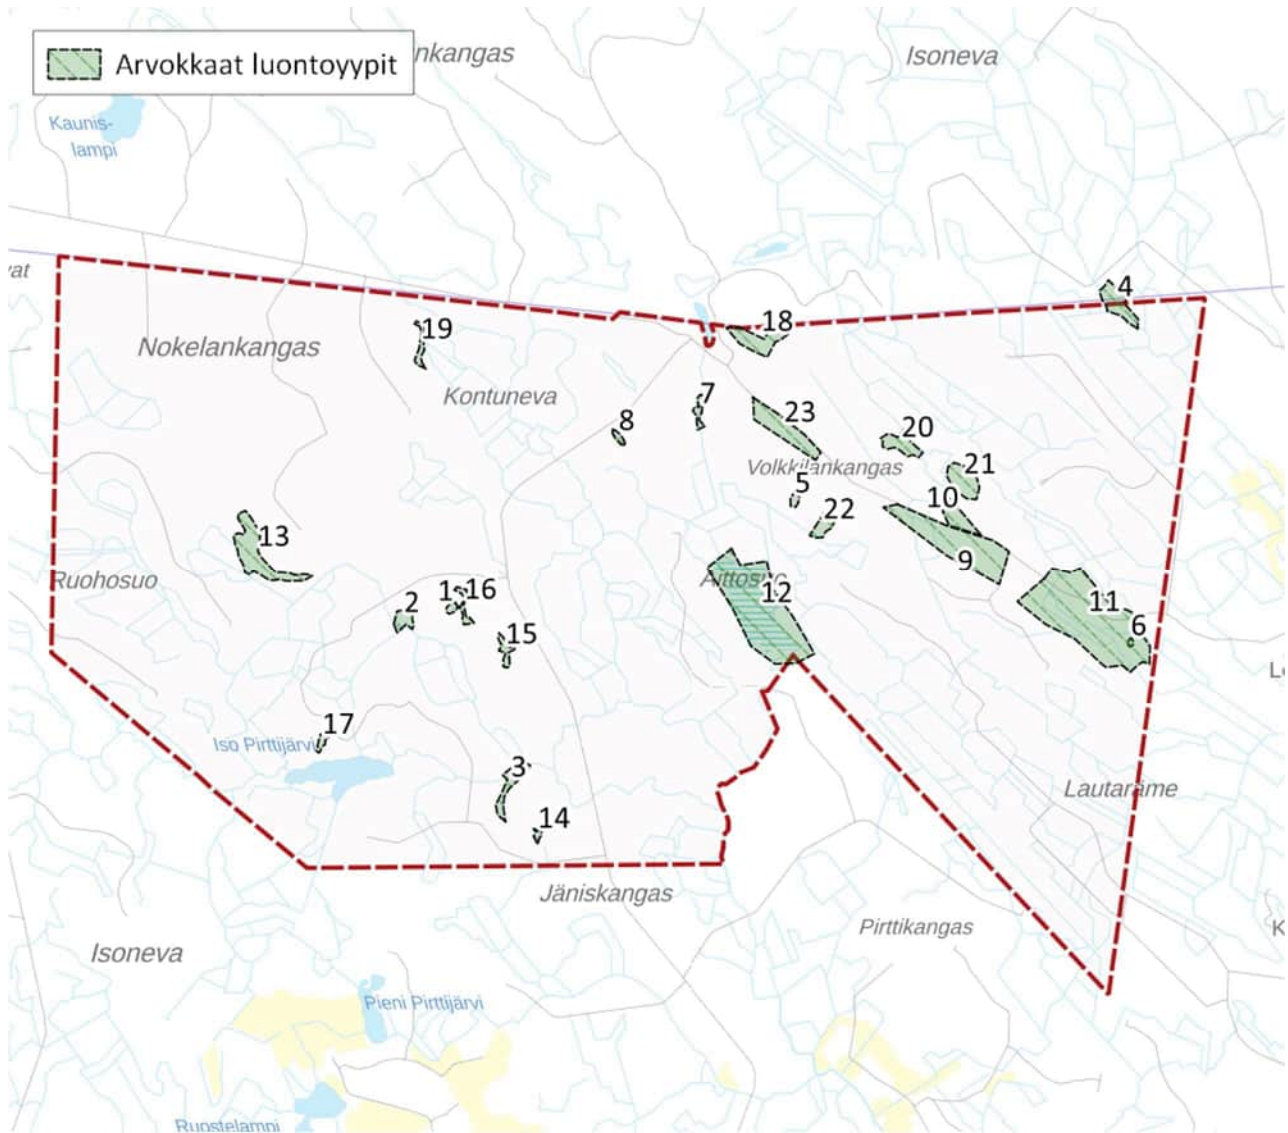 Arvokkaat luontoyypit
nkangas
Isoneva
Kaunis-
lampi
vat
4
18
19
Nokelankangas
Kontuneva
7
8
23
20
Volkkilankangas
21
5
10
22
13
9
Ruohosuo
Aittosuo
12
1
16
2
11
6
15
Iso Pirttijärvi
17
3
Lautaräme
14
Jäniskangas
Pirttikangas
Isoneva
Pieni Pirttijärvi
Ruostelampi